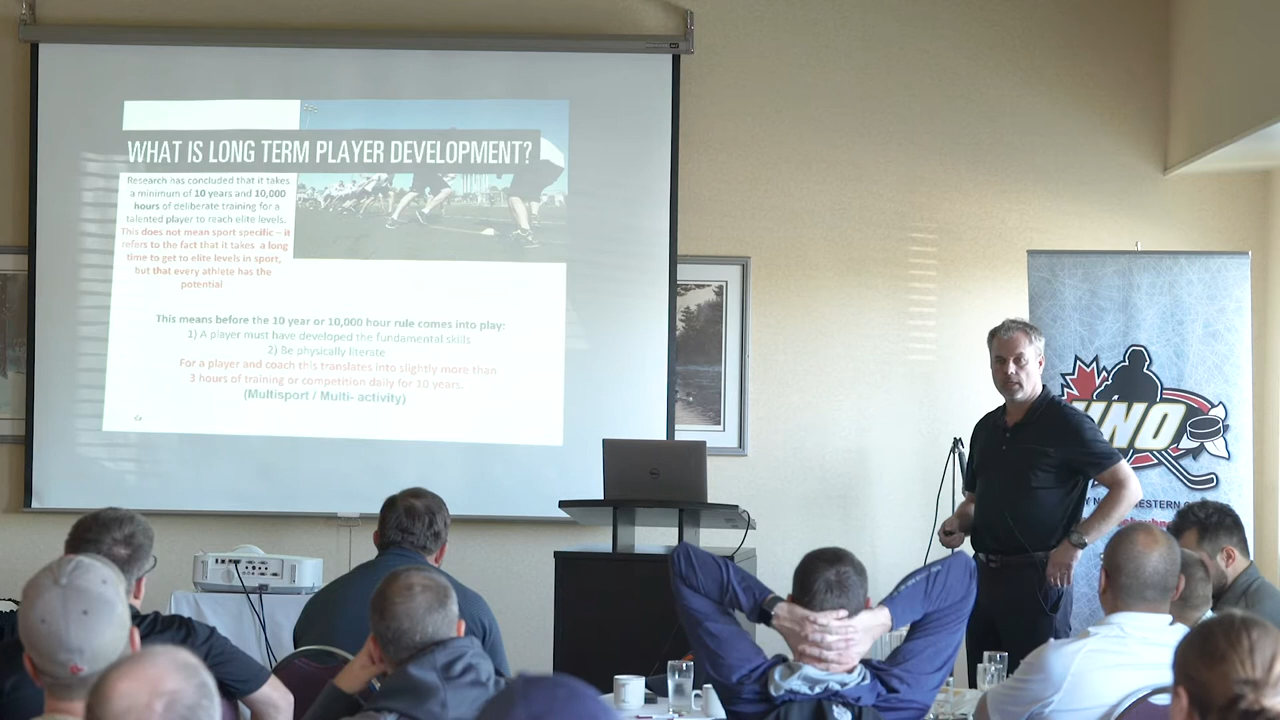 WHAT IS LONG TERM PLAYER DEVELOPMENT?
Research has concluded that it takes
a minimum of 10 years and 10,000
hours of deliberate training for a
talented player to reach elite levels.
This does not mean sport specific – it
refers to the fact that it takes a long
time to get to elite levels in sport,
but that every athlete has the
potential
This means before the 10 year or 10,000 hour rule comes into play:
1) A player must have developed the fundamental skills
2) Be physically literate
For a player and coach this translates into slightly more than
3 hours of training or competition daily for 10 years.
(Multisport / Multi- activity)
HNO